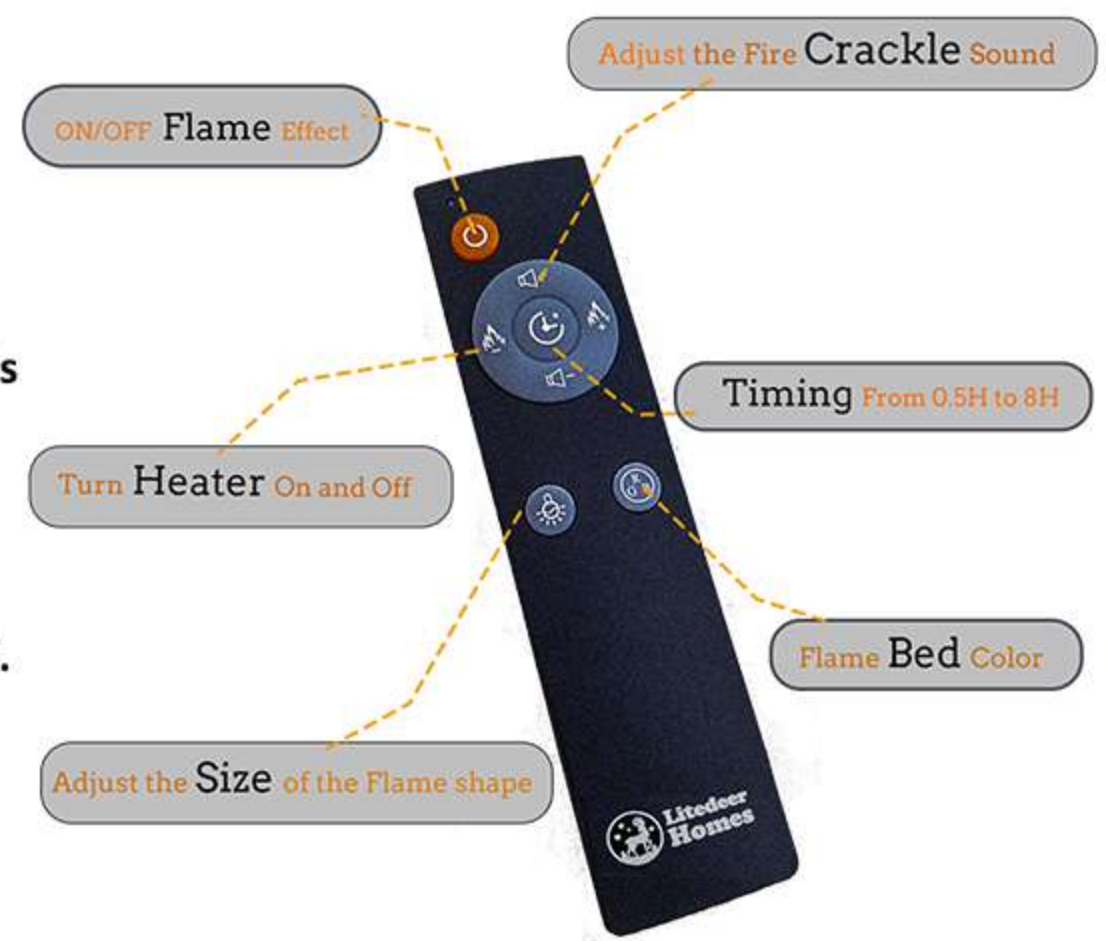 Adjust the Fire Crackle Sound
ON/OFF Flame Effect
s
Timing From 0.5H to 8H
Turn Heater On and Off
.
Flame Bed Color
Adjust the Size of the Flame shape
Litedeer
Homes